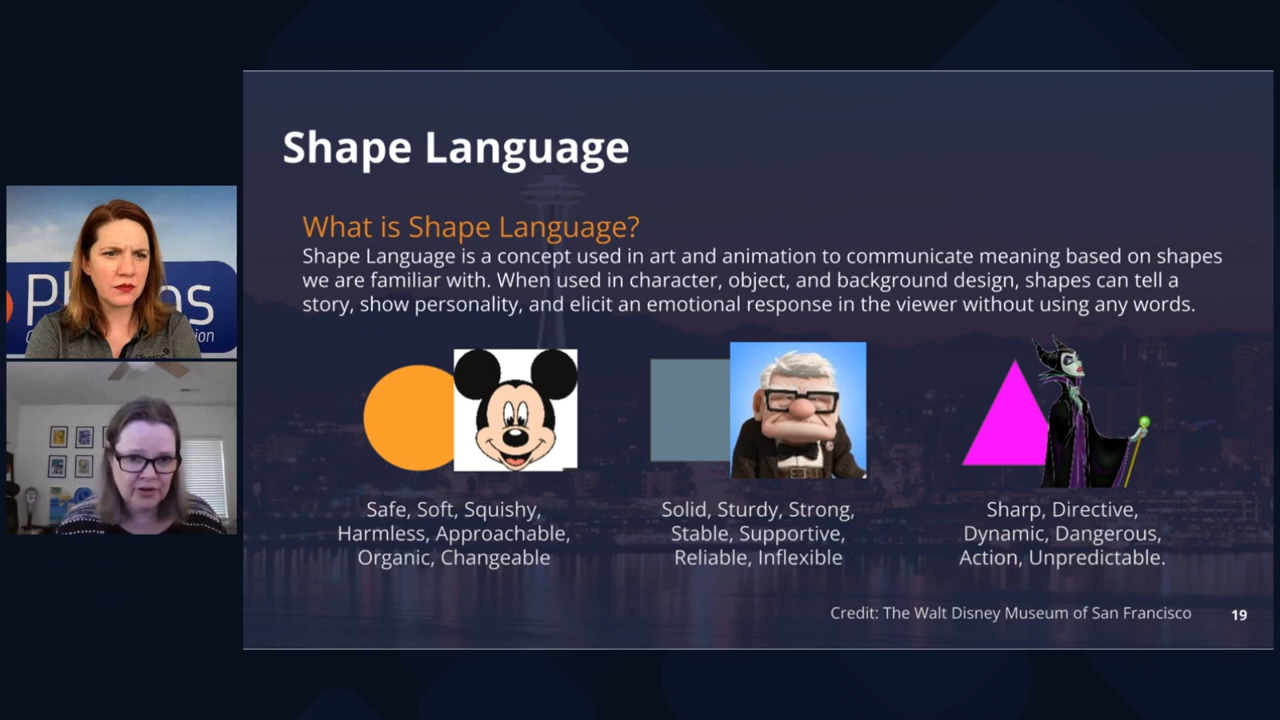 Shape Language
What is Shape Language?
Shape Language is a concept used in art and animation to communicate meaning based on shapes
we are familiar with. When used in character, object, and background design, shapes can tell a
story, show personality, and elicit an emotional response in the viewer without using any words.
Safe, Soft, Squishy,
Harmless, Approachable,
Organic, Changeable
Solid, Sturdy, Strong,
Stable, Supportive,
Reliable, Inflexible
Sharp, Directive,
Dynamic, Dangerous,
Action, Unpredictable.
Credit: The Walt Disney Museum of San Francisco
19